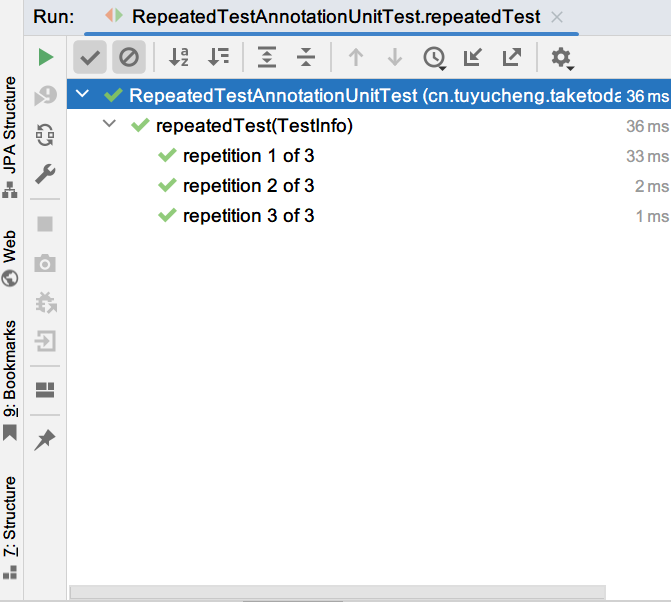 Run: RepeatedTestAnnotationUnitTest.repeatedTest
RepeatedTestAnnotationUnitTest (cn.tuyucheng.taketoda 36 ms
repeatedTest(TestInfo) 36 ms
repetition 1 of 3 33 ms
repetition 2 of 3 2 ms
repetition 3 of 3 1 ms
JPA Structure
Web
9: Bookmarks
7: Structure